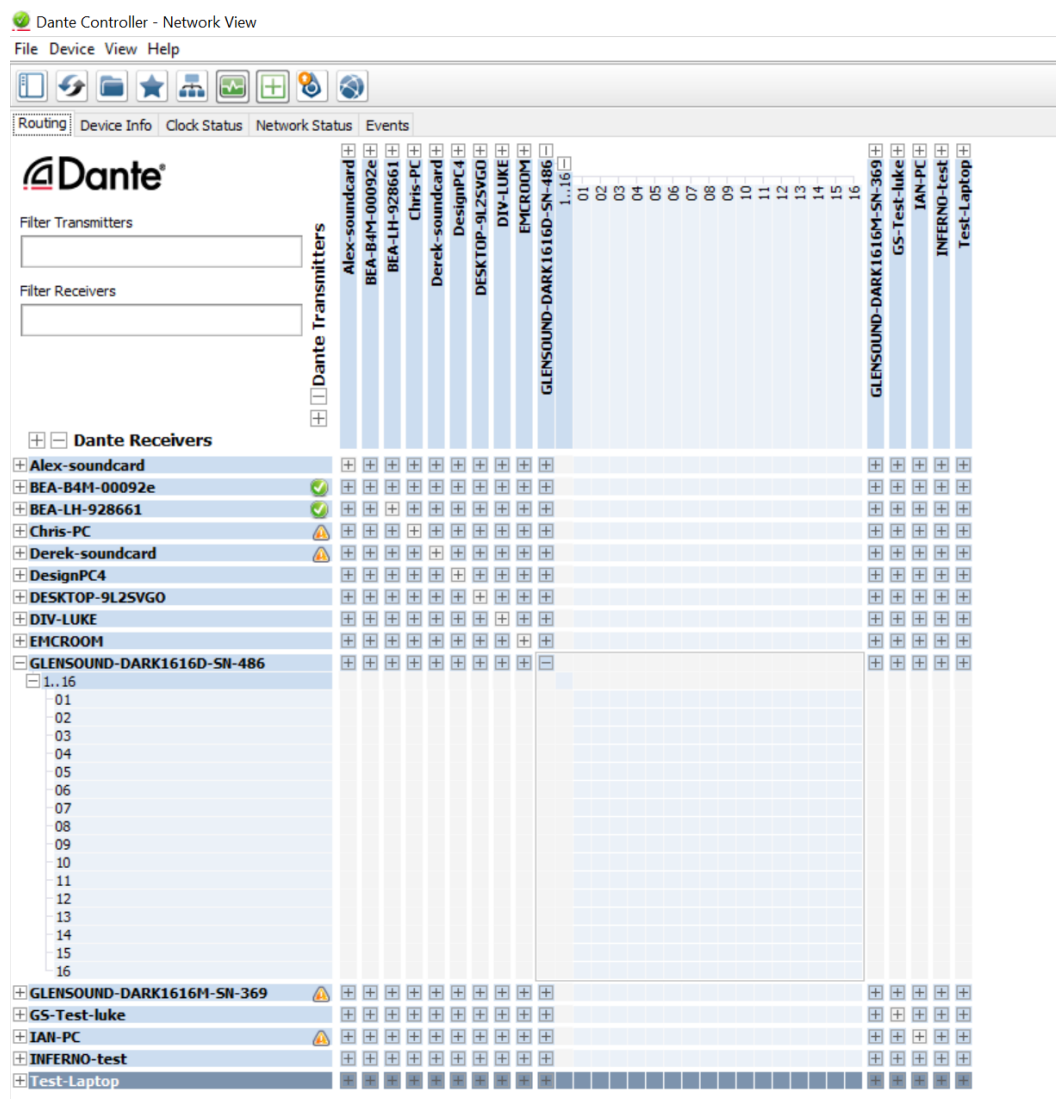 Dante Controller - Network View
File Device View Help
Routing Device Info Clock Status Network Status Events
Dante®
Filter Transmitters
Filter Receivers
Dante Transmitters
Alex-soundcard
BEA-B4M-00092e
BEA-LH-928661
Chris-PC
Derek-soundcard
DesignPC4
DESKTOP-9L2SVGO
DIV-LUKE
EMCROOM
GLENSOUND-DARK1616D-SN-486
1..16
01
02
03
04
05
06
07
08
09
10
11
12
13
14
15
16
GLENSOUND-DARK1616M-SN-369
GS-Test-luke
IAN-PC
INFERNO-test
Test-Laptop
Dante Receivers
Alex-soundcard
BEA-B4M-00092e
BEA-LH-928661
Chris-PC
Derek-soundcard
DesignPC4
DESKTOP-9L2SVGO
DIV-LUKE
EMCROOM
GLENSOUND-DARK1616D-SN-486
1..16
01
02
03
04
05
06
07
08
09
10
11
12
13
14
15
16
GLENSOUND-DARK1616M-SN-369
GS-Test-luke
IAN-PC
INFERNO-test
Test-Laptop